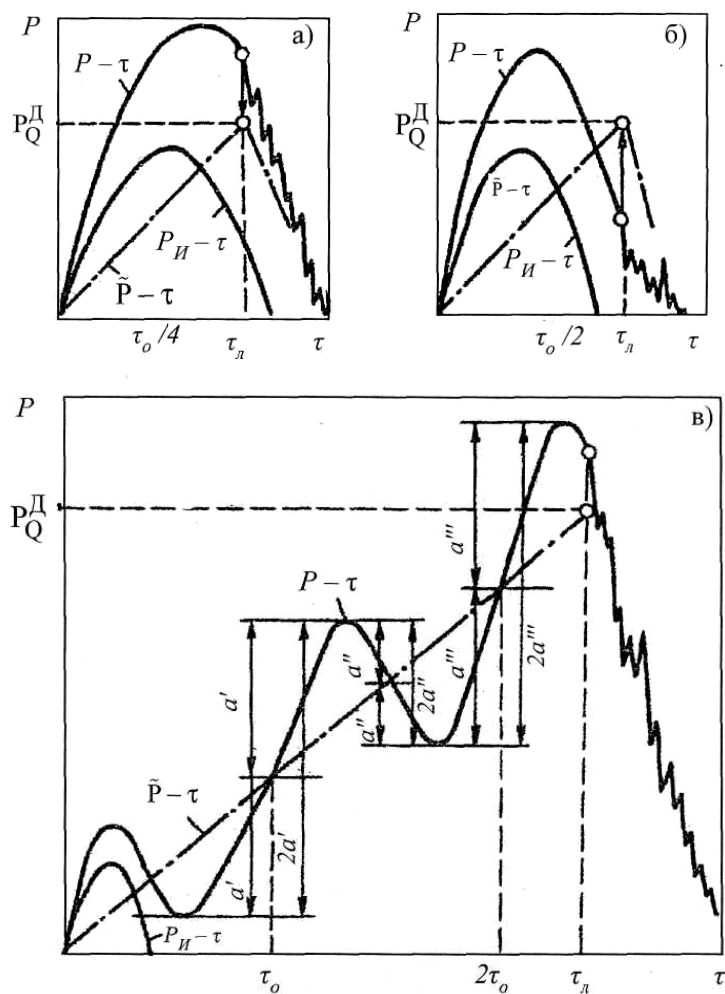 P
а)
P – τ
P_Q^Д
P_И – τ
P̃ – τ
τ_о/4
τ_л
τ
P
б)
P – τ
P_Q^Д
P̃ – τ
P_И – τ
τ_о/2
τ_л
τ
P
в)
P_Q^Д
P – τ
a'''
a'
a''
2a''
a''
a'''
2a'''
P̃ – τ
a'
2a'
P_И – τ
τ_о
2τ_о
τ_л
τ